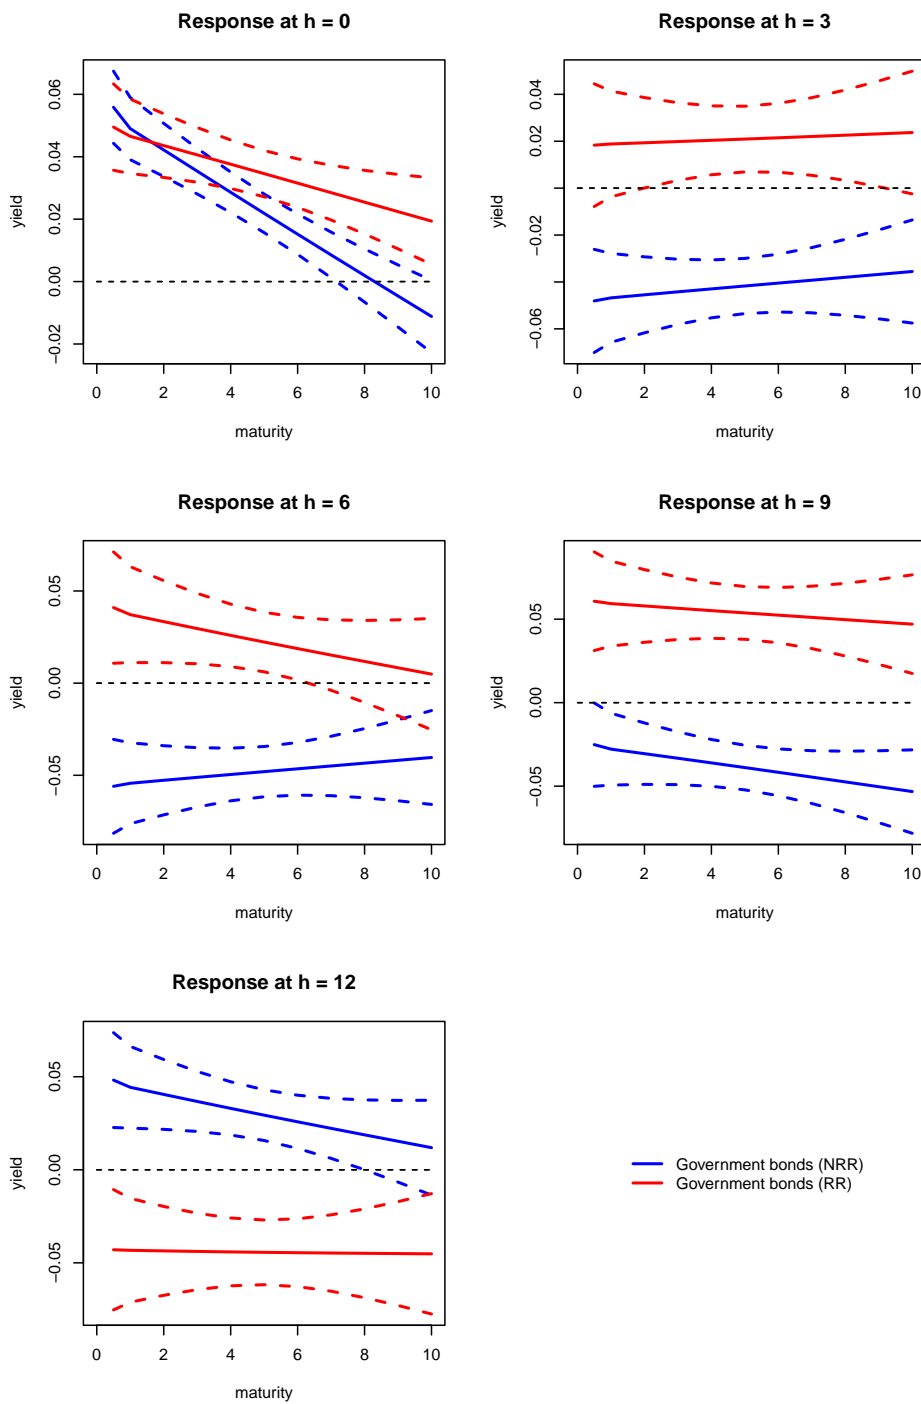 Response at h = 0
yield
0.06
0.04
0.02
0.00
−0.02
0 2 4 6 8 10
maturity
Response at h = 3
yield
0.04
0.02
−0.02
−0.06
0 2 4 6 8 10
maturity
Response at h = 6
yield
0.05
0.00
−0.05
0 2 4 6 8 10
maturity
Response at h = 9
yield
0.05
0.00
−0.05
0 2 4 6 8 10
maturity
Response at h = 12
yield
0.05
0.00
−0.05
0 2 4 6 8 10
maturity
Government bonds (NRR)
Government bonds (RR)